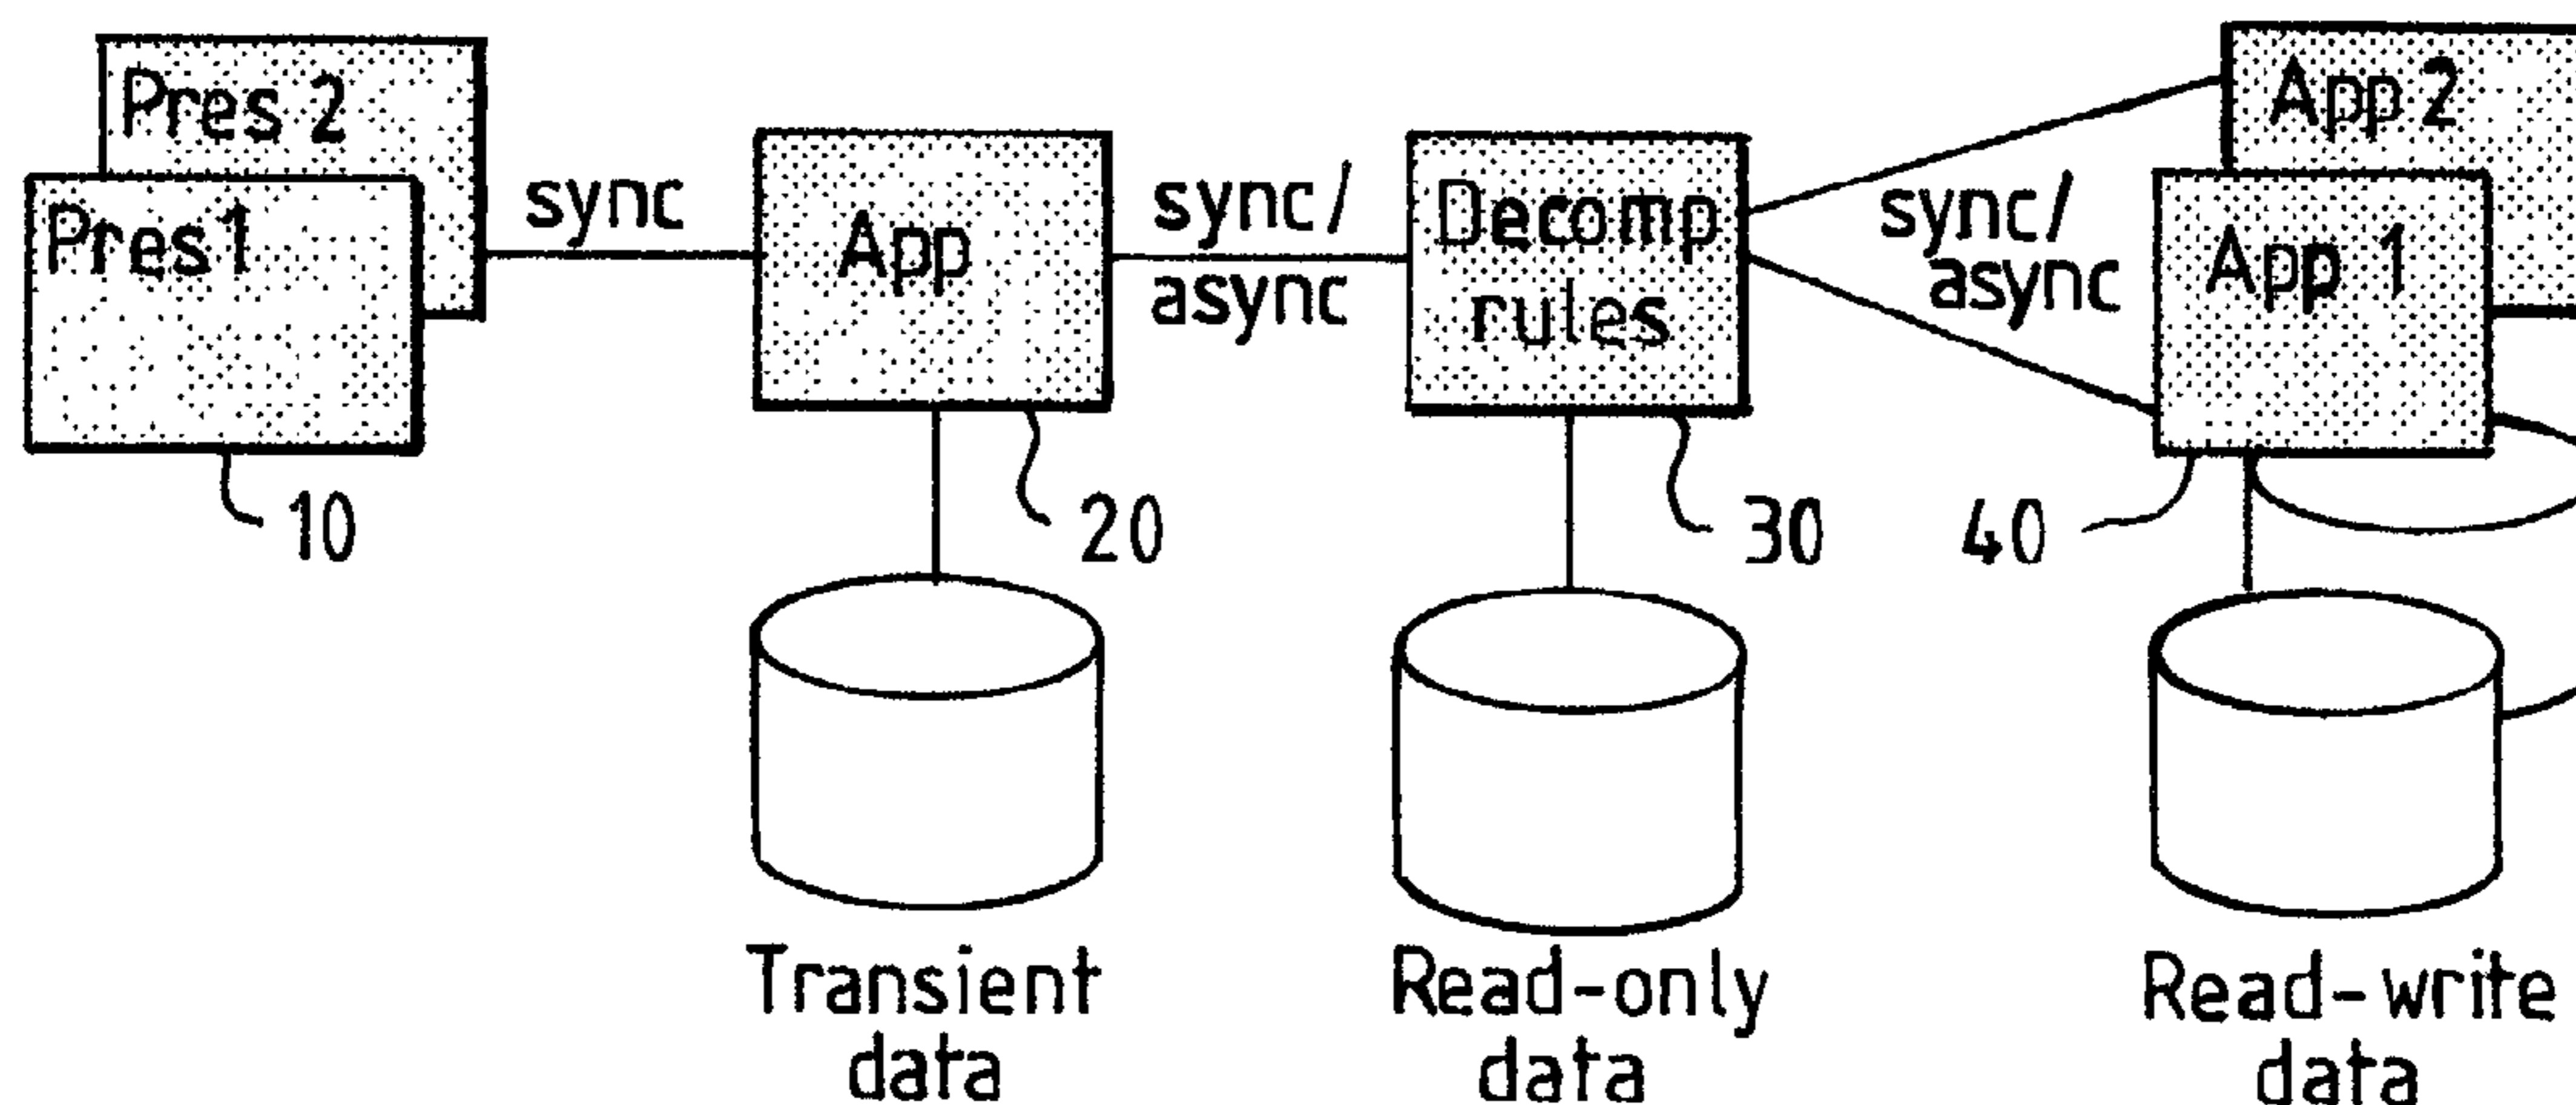 Pres 2
Pres 1
sync
App
sync/
async
Decomp
rules
sync/
async
App 2
App 1
10
20
30
40
Transient
data
Read-only
data
Read-write
data